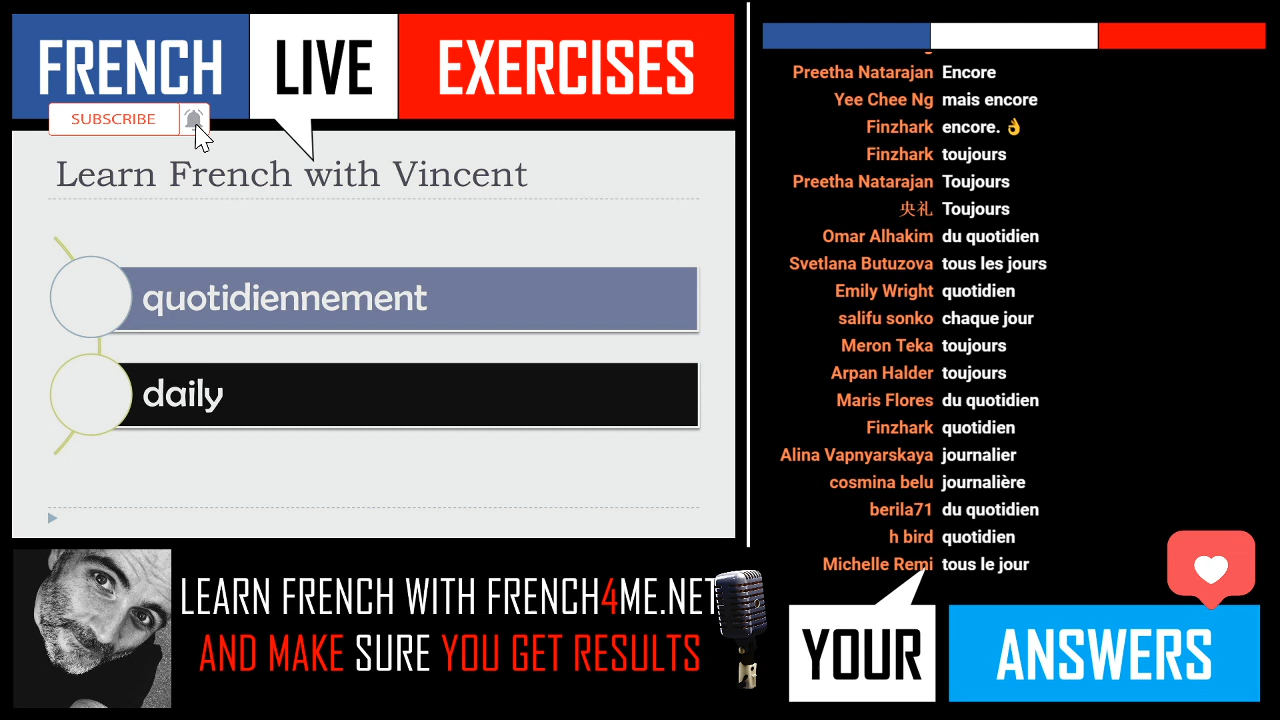 FRENCH LIVE EXERCISES
SUBSCRIBE
Learn French with Vincent
quotidiennement
daily
LEARN FRENCH WITH FRENCH4ME.NET
AND MAKE SURE YOU GET RESULTS
Preetha Natarajan Encore
Yee Chee Ng mais encore
Finzhark encore. 👌
Finzhark toujours
Preetha Natarajan Toujours
央礼 Toujours
Omar Alhakim du quotidien
Svetlana Butuzova tous les jours
Emily Wright quotidien
salifu sonko chaque jour
Meron Teka toujours
Arpan Halder toujours
Maris Flores du quotidien
Finzhark quotidien
Alina Vapnyarskaya journalier
cosmina belu journalière
berila71 du quotidien
h bird quotidien
Michelle Remi tous le jour
YOUR ANSWERS